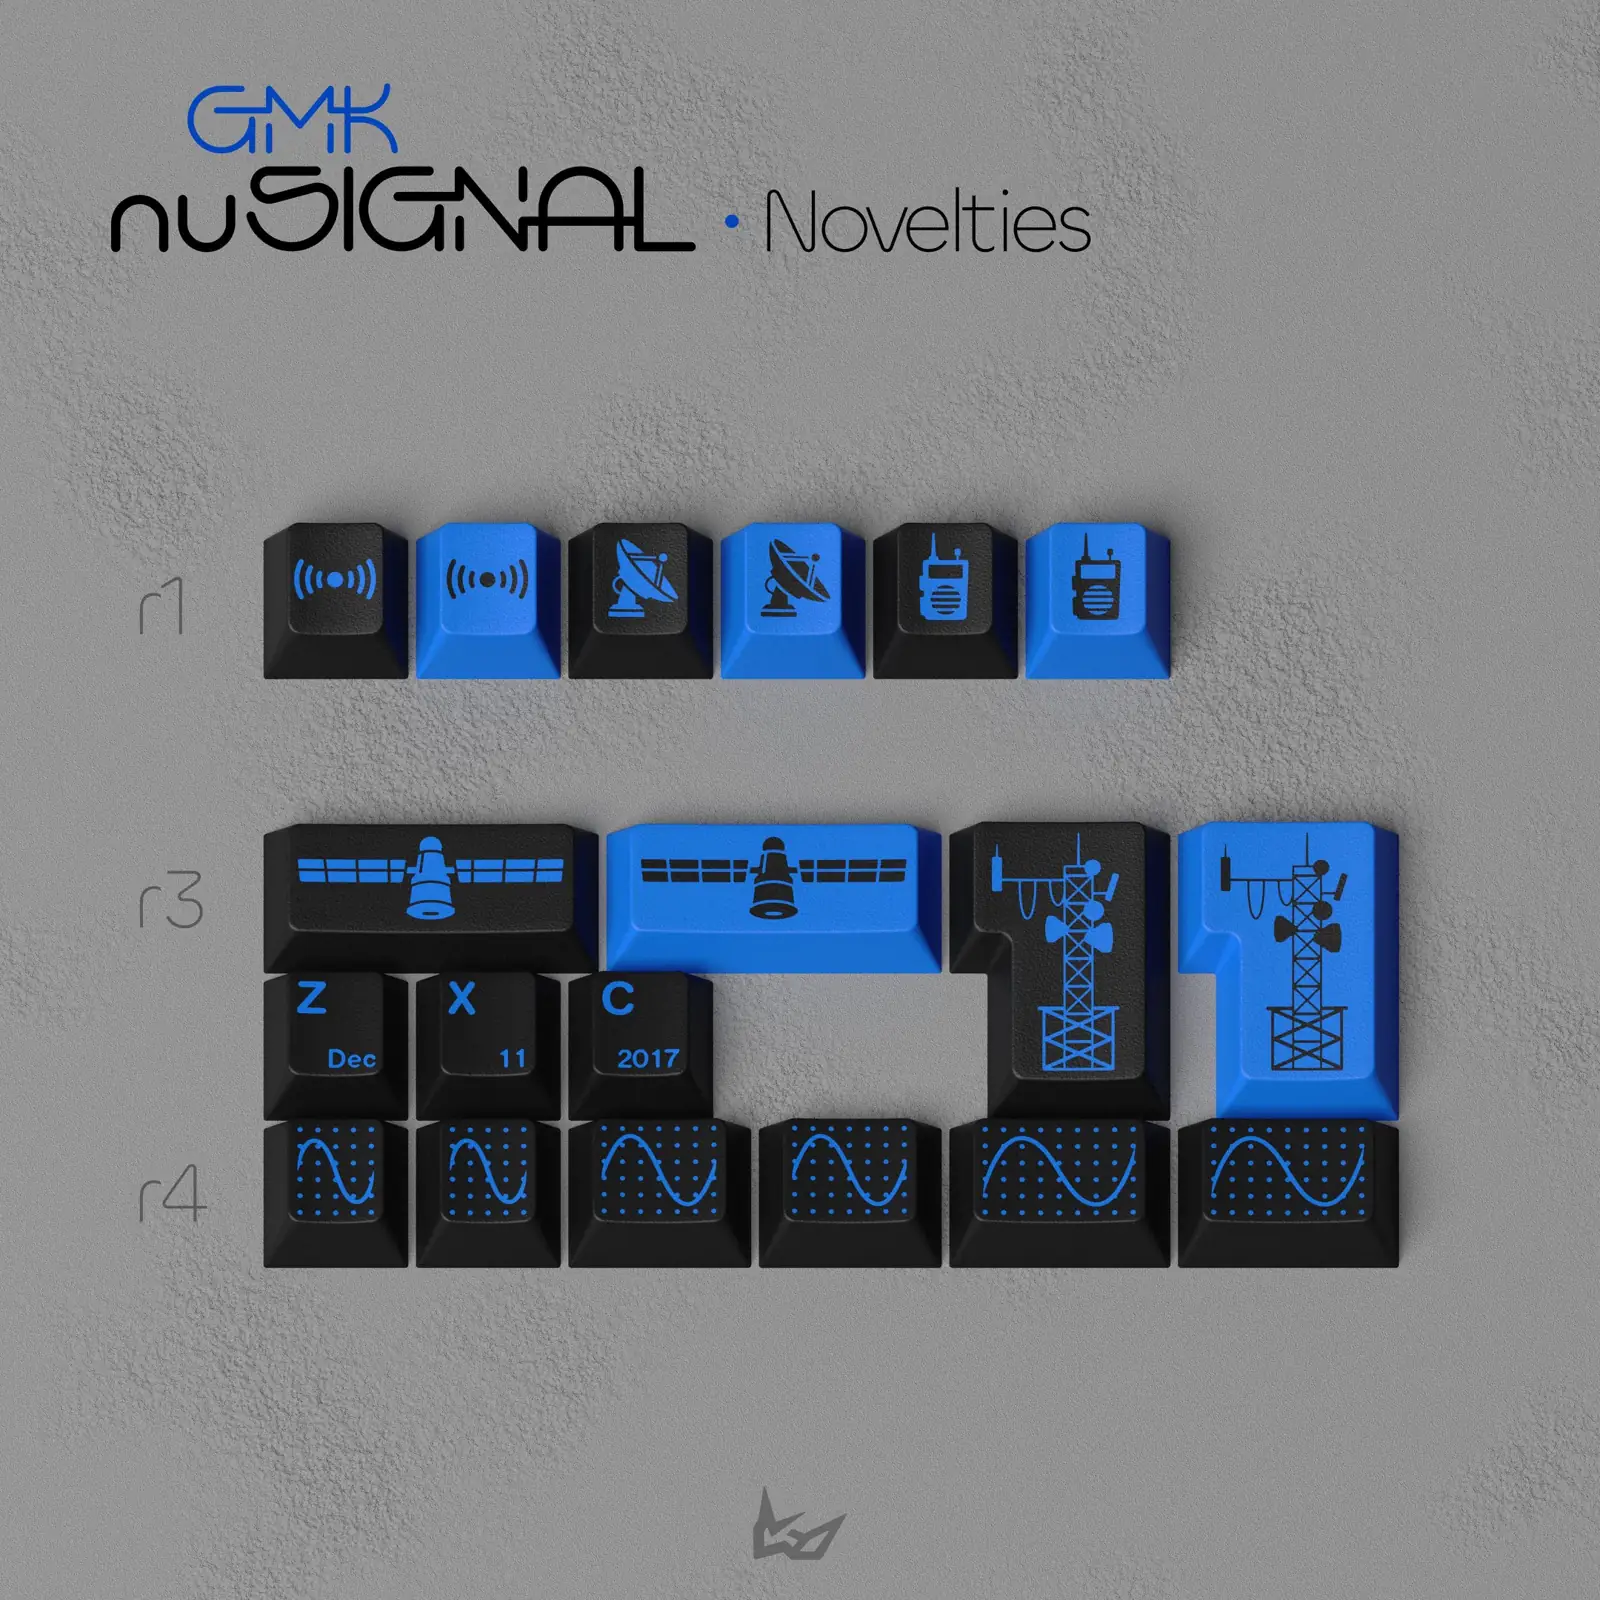 GMK
nuSIGNAL • Novelties
r1
r3
Z
Dec
X
11
C
2017
r4